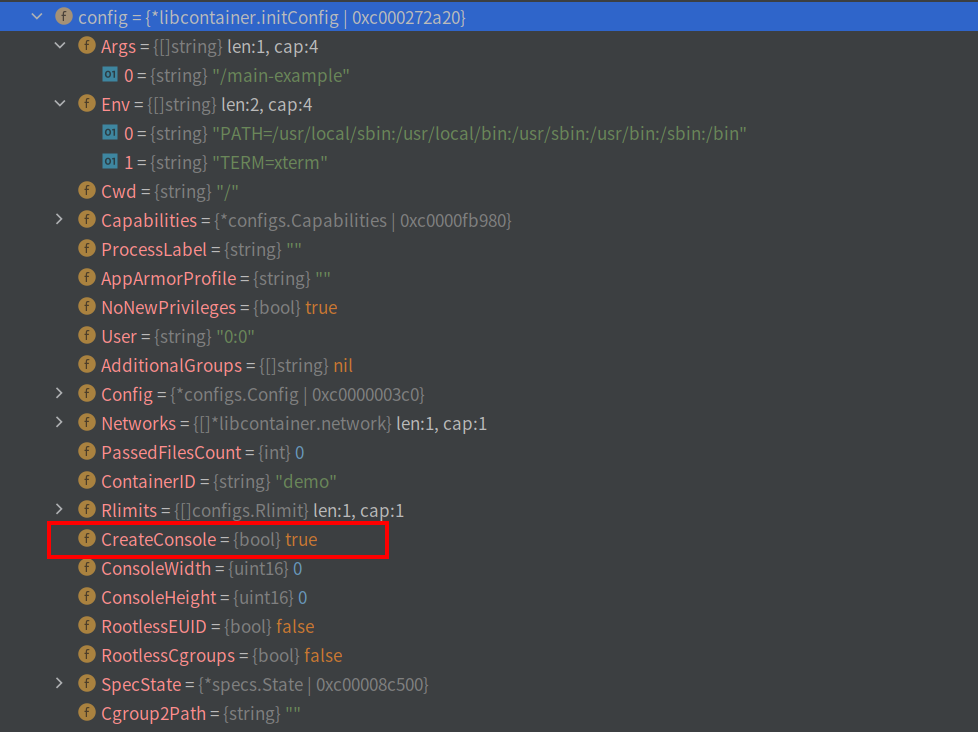 config = {*libcontainer.initConfig | 0xc000272a20}
Args = {[]string} len:1, cap:4
0 = {string} "/main-example"
Env = {[]string} len:2, cap:4
0 = {string} "PATH=/usr/local/sbin:/usr/local/bin:/usr/sbin:/usr/bin:/sbin:/bin"
1 = {string} "TERM=xterm"
Cwd = {string} "/"
Capabilities = {*configs.Capabilities | 0xc0000fb980}
ProcessLabel = {string} ""
AppArmorProfile = {string} ""
NoNewPrivileges = {bool} true
User = {string} "0:0"
AdditionalGroups = {[]string} nil
Config = {*configs.Config | 0xc0000003c0}
Networks = {[]*libcontainer.network} len:1, cap:1
PassedFilesCount = {int} 0
ContainerID = {string} "demo"
Rlimits = {[]configs.Rlimit} len:1, cap:1
CreateConsole = {bool} true
ConsoleWidth = {uint16} 0
ConsoleHeight = {uint16} 0
RootlessEUID = {bool} false
RootlessCgroups = {bool} false
SpecState = {*specs.State | 0xc00008c500}
Cgroup2Path = {string} ""